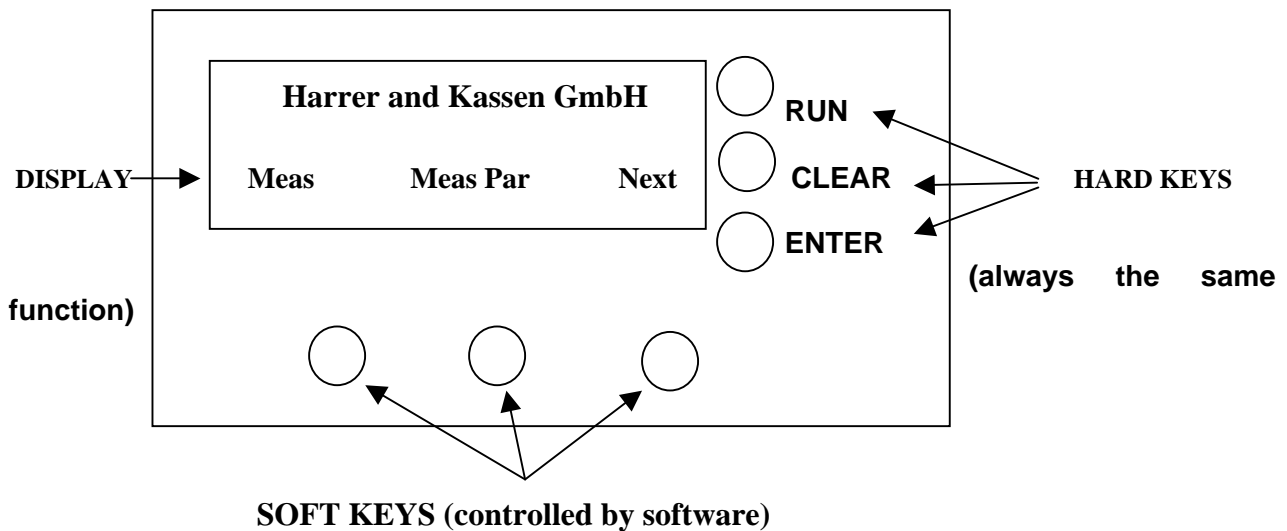 Harrer and Kassen GmbH
RUN
DISPLAY Meas Meas Par Next CLEAR HARD KEYS
ENTER
(always the same
function)
SOFT KEYS (controlled by software)